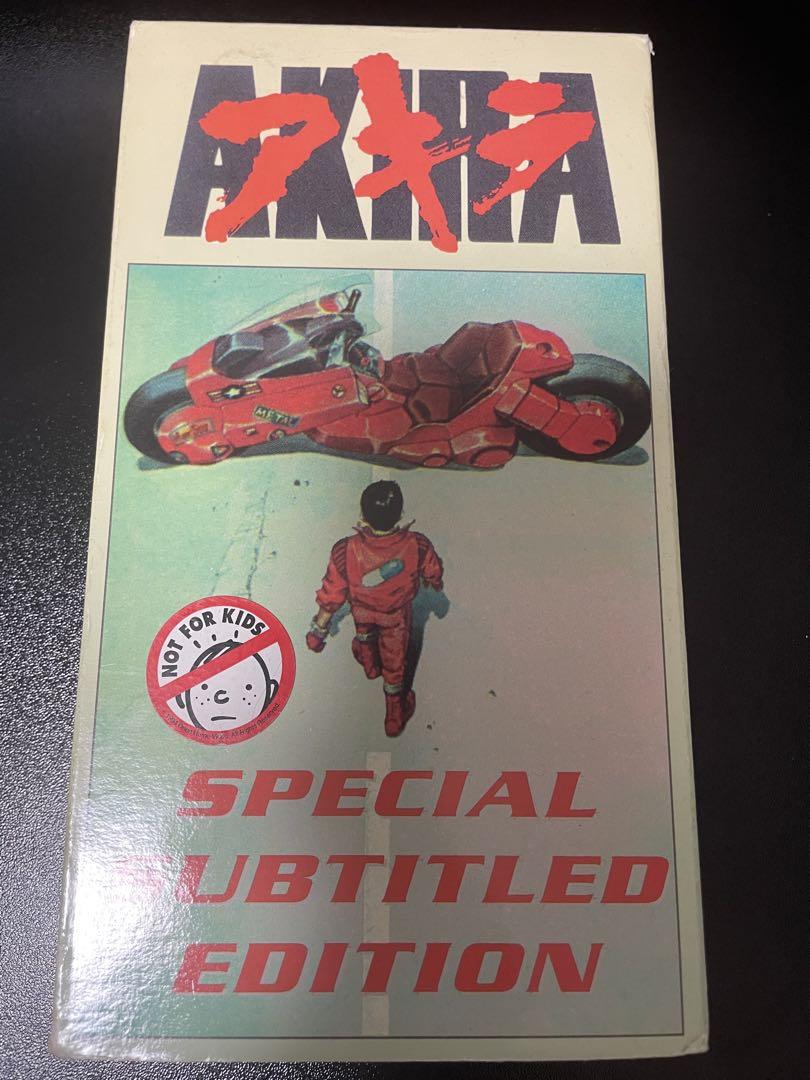 AKIRA
アキラ
METAL
NOT FOR KIDS
C
SPECIAL
SUBTITLED
EDITION